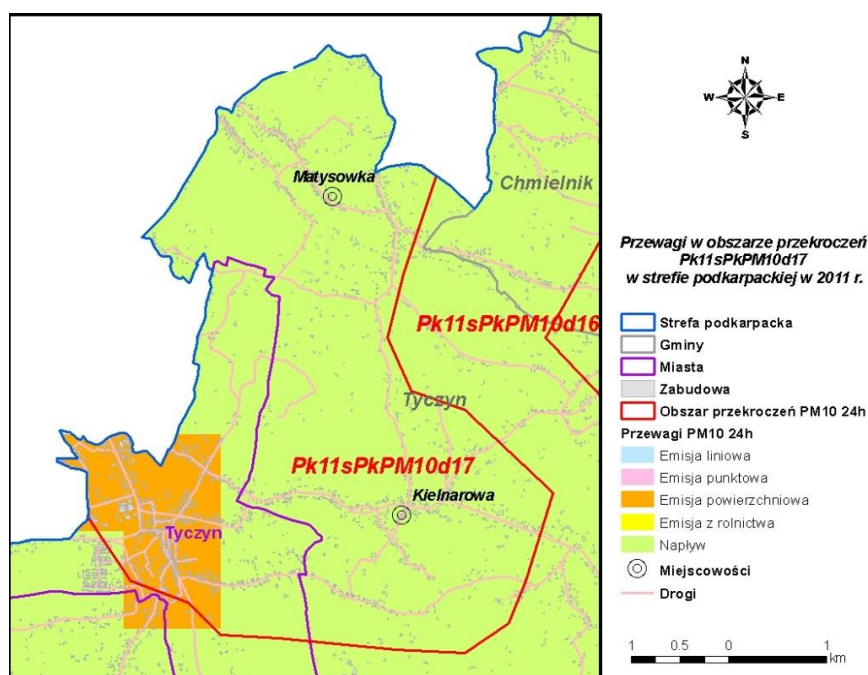 Matysowka
Chmielnik
Pk11sPkPM10d16
Tyczyn
Pk11sPkPM10d17
Kielnarowa
Tyczyn
N
W E
S
Przewagi w obszarze przekroczeń
Pk11sPkPM10d17
w strefie podkarpackiej w 2011 r.
Strefa podkarpacka
Gminy
Miasta
Zabudowa
Obszar przekroczeń PM10 24h
Przewagi PM10 24h
Emisja liniowa
Emisja punktowa
Emisja powierzchniowa
Emisja z rolnictwa
Napływ
Miejscowości
Drogi
1 0.5 0 1
km